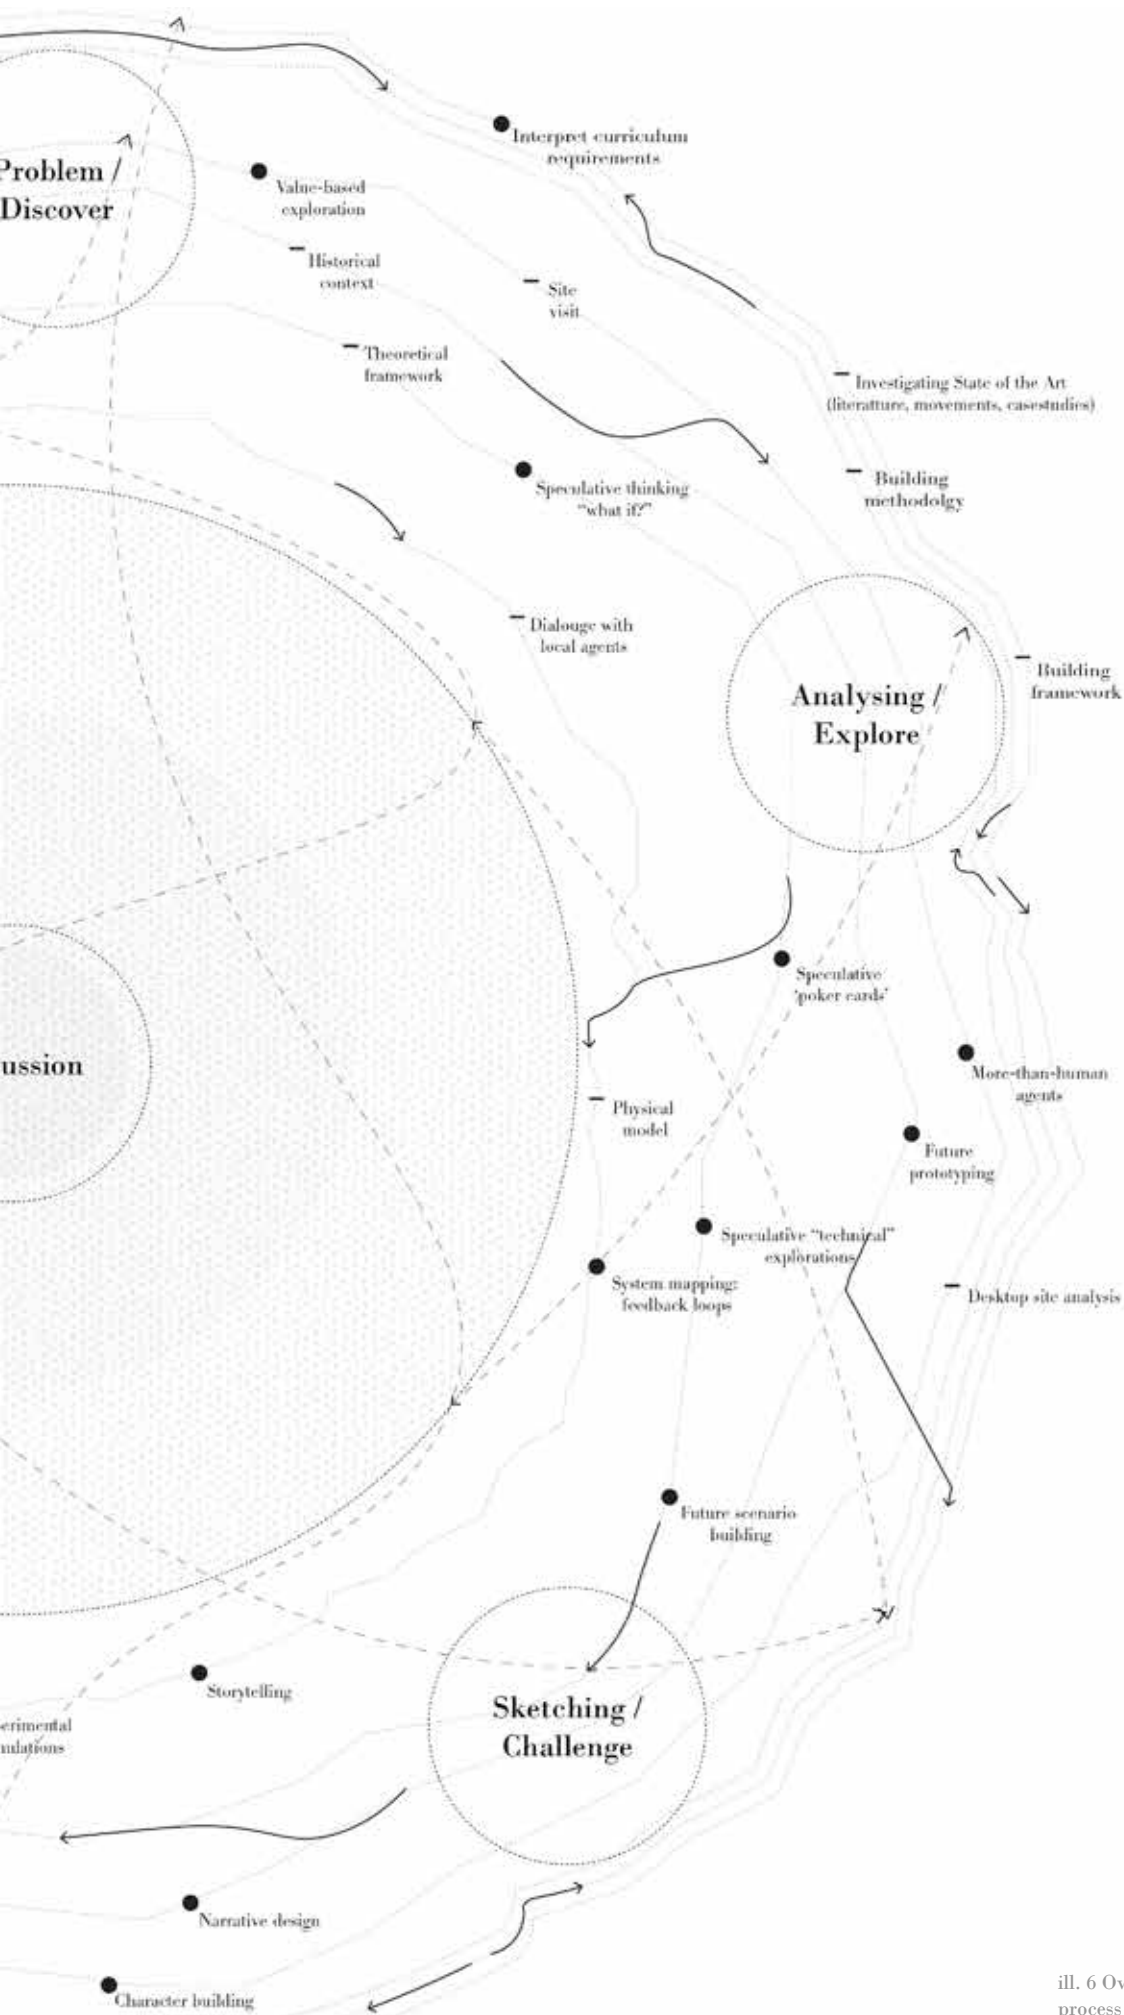 Interpret curriculum
requirements
Problem /
Discover
Value-based
exploration
Historical
context
Site
visit
Theoretical
framework
Investigating State of the Art
(literatture, movements, casestudies)
Building
methodolgy
Speculative thinking
"what if?"
Dialouge with
local agents
Analysing /
Explore
Building
framework
Speculative
'poker cards'
ussion
More-than-human
agents
Physical
model
Future
prototyping
Speculative "technical"
explorations
System mapping:
feedback loops
Desktop site analysis
Future scenario
building
Storytelling
Sketching /
Challenge
erimental
mulations
Narrative design
Character building
ill. 6 Ov
process